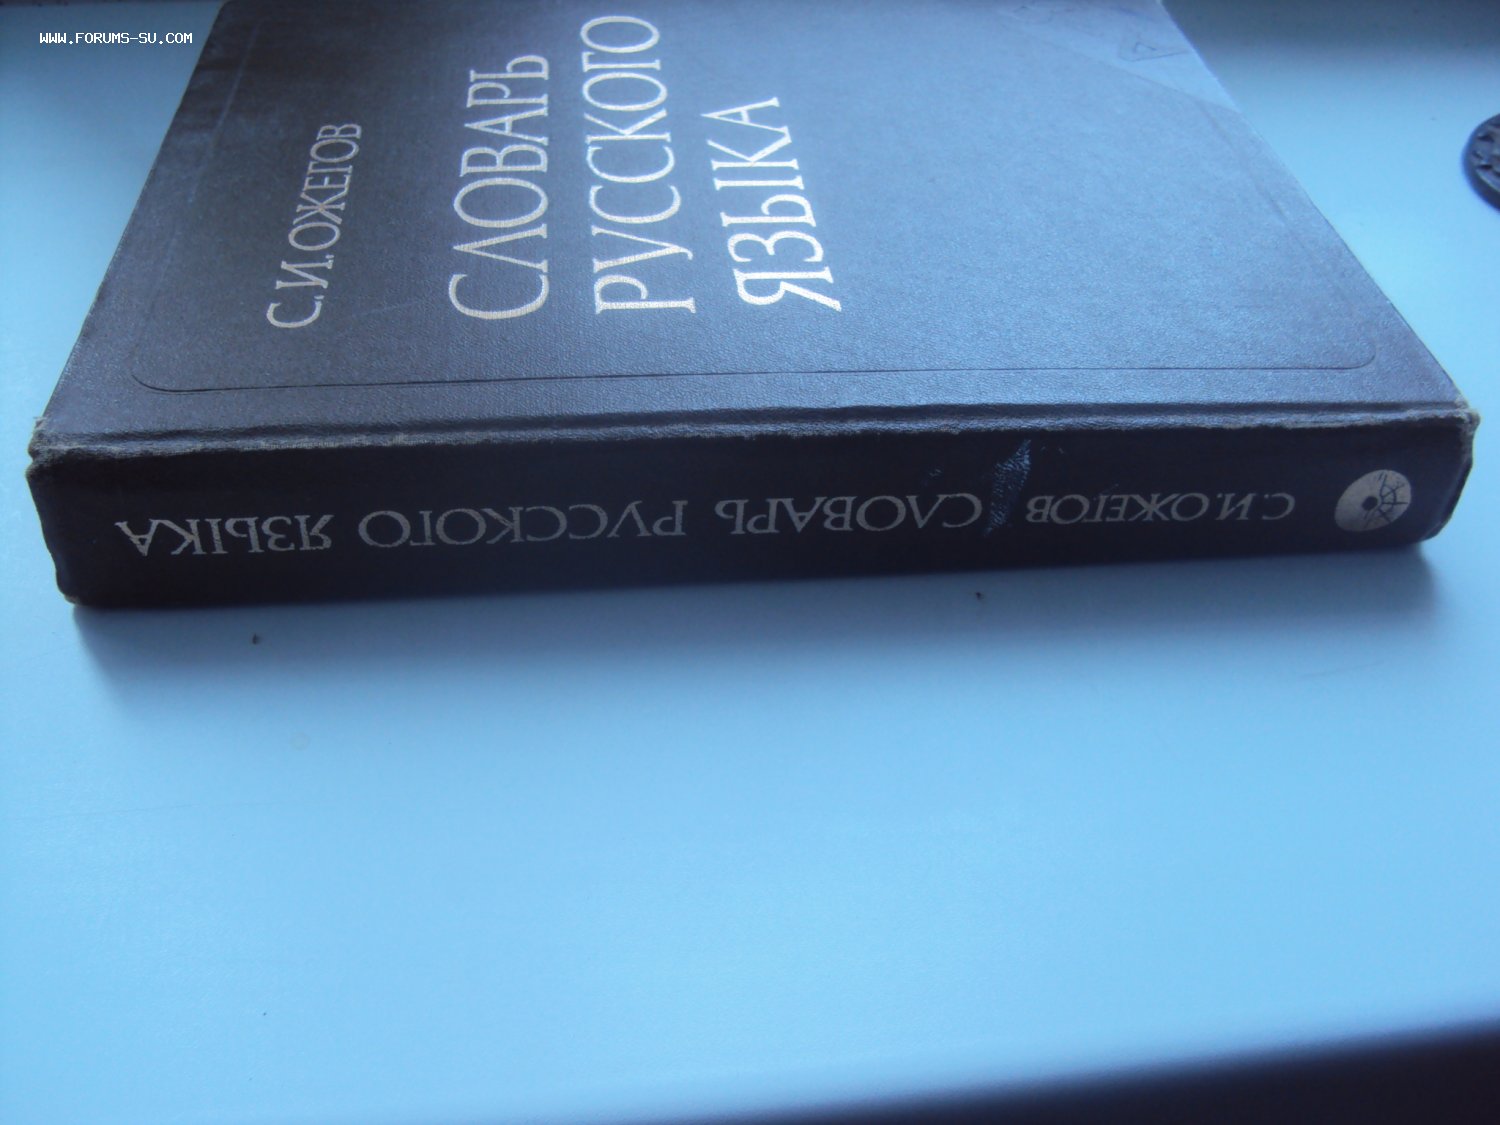 WWW.FORUMS-SU.COM
С.И.ОЖЕГОВ
СЛОВАРЬ
РУССКОГО
ЯЗЫКА
С.И.ОЖЕГОВ СЛОВАРЬ РУССКОГО ЯЗЫКА